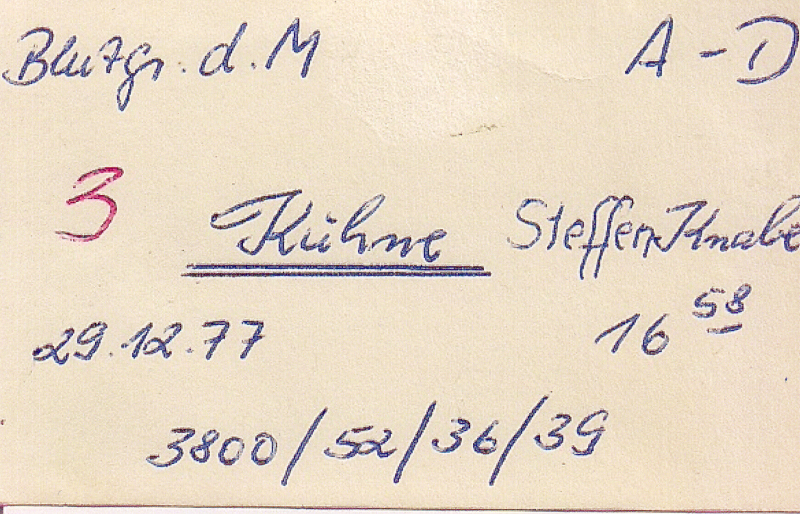 Blutgr. d. M A-D
3 Kühne Steffen, Knabe
29.12.77 16 58
3800/52/36/39